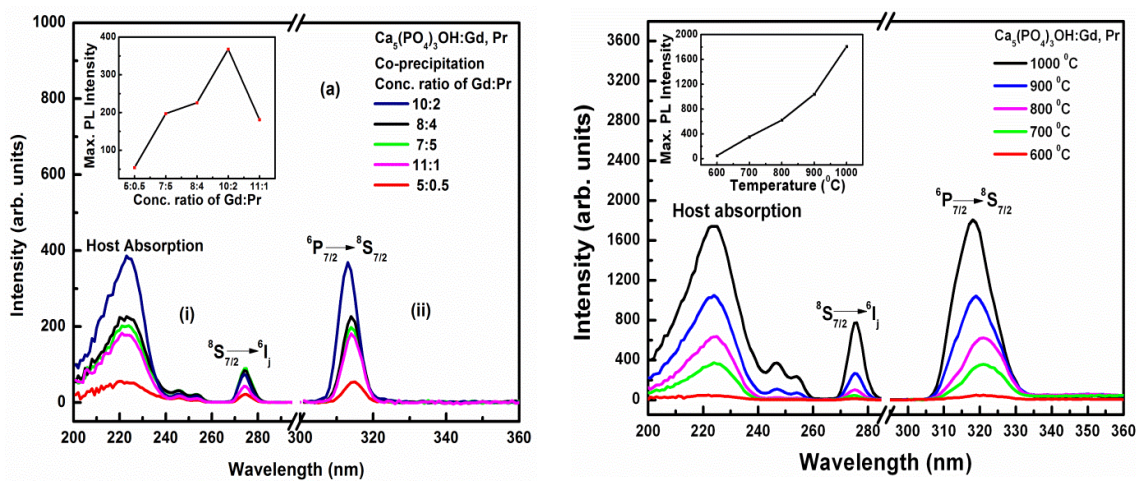 1000
800
600
400
200
0
Intensity (arb. units)
400
300
200
100
Max. PL Intensity
6:0.5 7:5 8:4 10:2 11:1
Conc. ratio of Gd:Pr
(a)
Ca₅(PO₄)₃OH:Gd, Pr
Co-precipitation
Conc. ratio of Gd:Pr
10:2
8:4
7:5
11:1
5:0.5
Host Absorption
(i)
⁸S₇/₂→⁶Iⱼ
⁶P₇/₂→⁸S₇/₂
(ii)
200 220 240 260 280 300 320 340 360
Wavelength (nm)
3600
3200
2800
2400
2000
1600
1200
800
400
0
Intensity (arb. units)
2000
1600
1200
800
400
0
Max. PL Intensity
600 700 800 900 1000
Temperature (⁰C)
Ca₅(PO₄)₃OH:Gd, Pr
1000 ⁰C
900 ⁰C
800 ⁰C
700 ⁰C
600 ⁰C
Host absorption
⁸S₇/₂→⁶Iⱼ
⁶P₇/₂→⁸S₇/₂
200 220 240 260 280 300 310 320 330 340 350 360
Wavelength (nm)